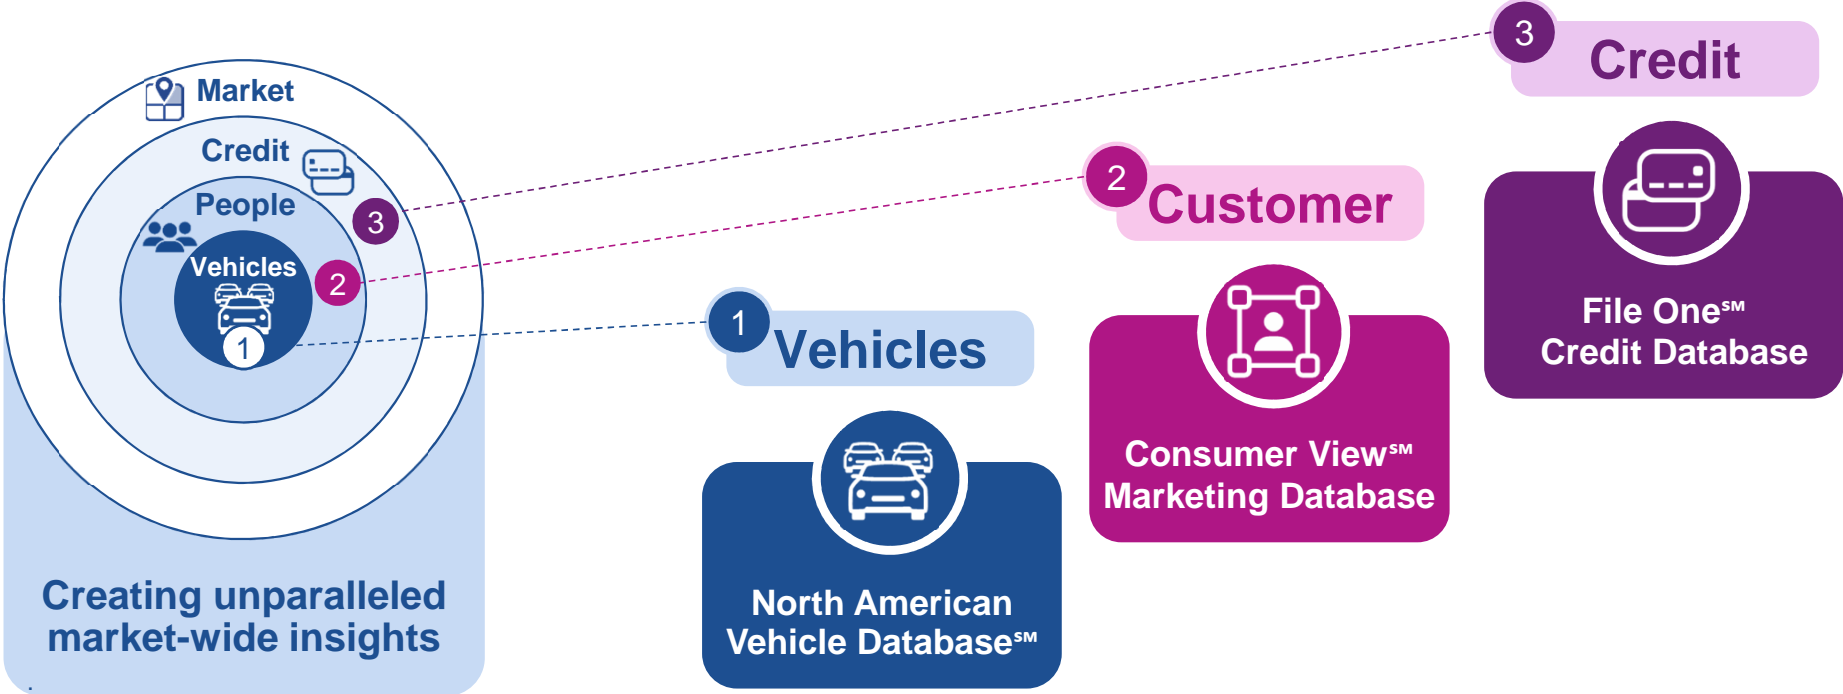 Market
Credit
People
3
Vehicles
2
1
Creating unparalleled
market-wide insights
.
1
Vehicles
North American
Vehicle Database℠
2
Customer
Consumer View℠
Marketing Database
3
Credit
File One℠
Credit Database